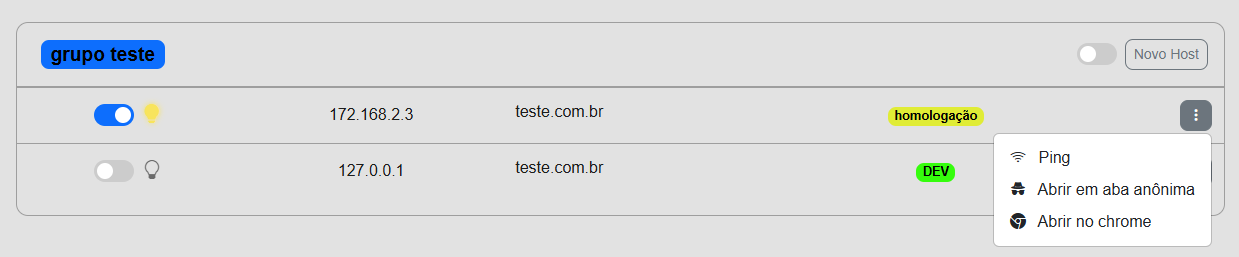 grupo teste
Novo Host
172.168.2.3 teste.com.br homologação
127.0.0.1 teste.com.br DEV
Ping
Abrir em aba anônima
Abrir no chrome